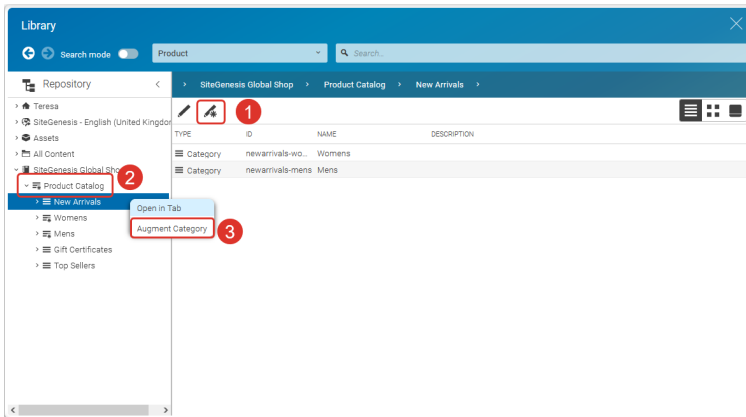 Library
Search mode
Product
Search...
Repository
SiteGenesis Global Shop
Product Catalog
New Arrivals
Teresa
SiteGenesis - English (United Kingdor
Assets
All Content
SiteGenesis Global Sho
Product Catalog
New Arrivals
Womens
Mens
Gift Certificates
Top Sellers
1
2
3
Open in Tab
Augment Category
TYPE ID NAME DESCRIPTION
Category newarrivals-wo... Womens
Category newarrivals-mens Mens